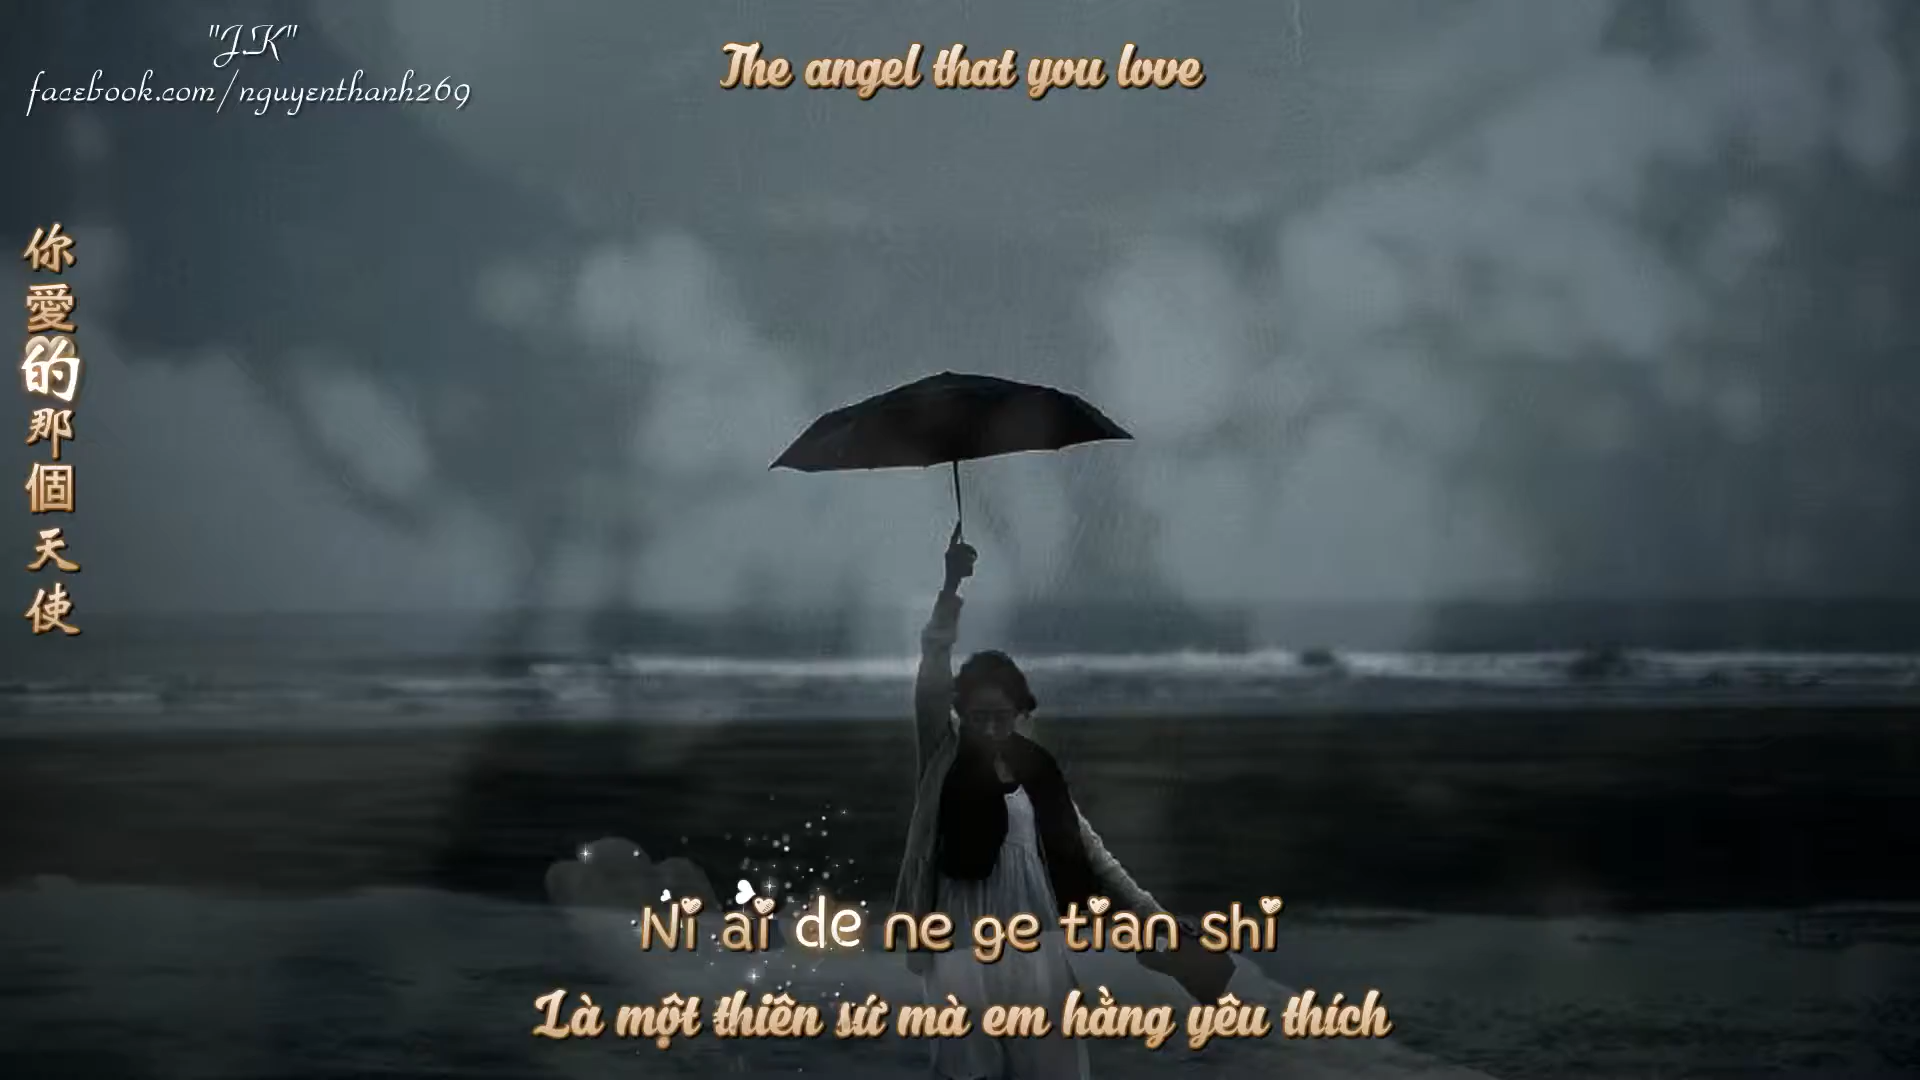 "J.K"
facebook.com/nguyenthanh269
The angel that you love
你愛的那個天使
Ni ai de ne ge tian shi
Là một thiên sứ mà em hằng yêu thích